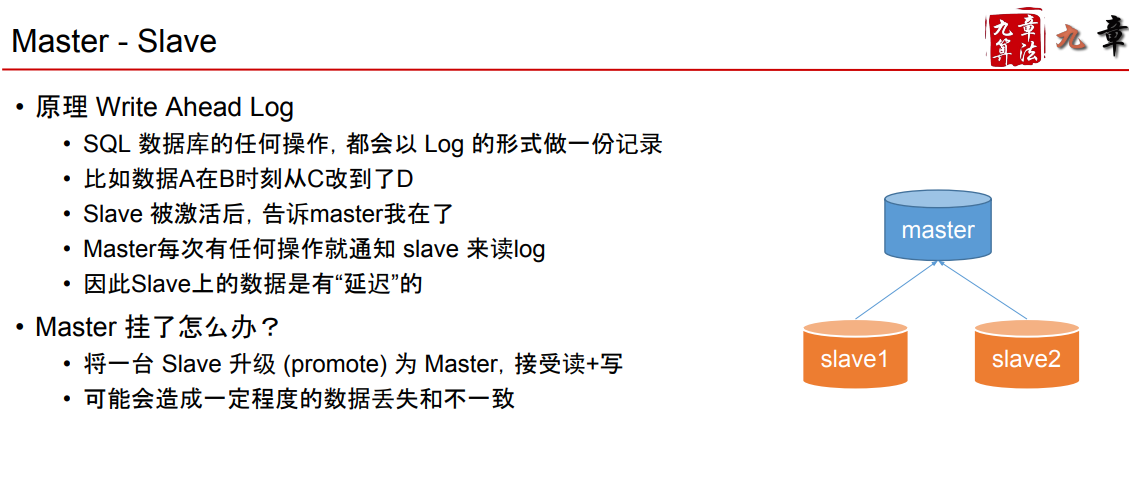 Master - Slave
九章算法
九章
• 原理 Write Ahead Log
• SQL 数据库的任何操作, 都会以 Log 的形式做一份记录
• 比如数据A在B时刻从C改到了D
• Slave 被激活后, 告诉master我在了
• Master每次有任何操作就通知 slave 来读log
• 因此Slave上的数据是有“延迟”的
• Master 挂了怎么办？
• 将一台 Slave 升级 (promote) 为 Master, 接受读+写
• 可能会造成一定程度的数据丢失和不一致
master
slave1
slave2